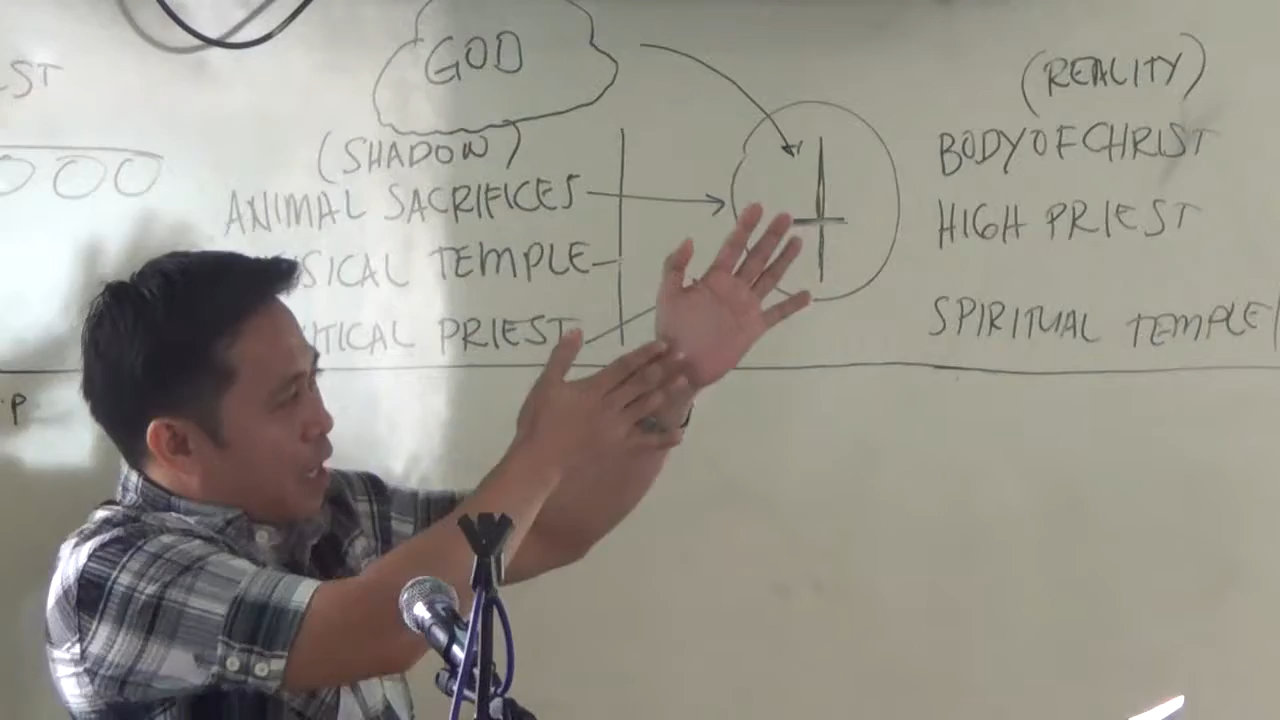 GOD
(REALITY)
(SHADOW)
BODY OF CHRIST
ANIMAL SACRIFICES
HIGH PRIEST
TEMPLE
SPIRITUAL TEMPLE
PRIEST